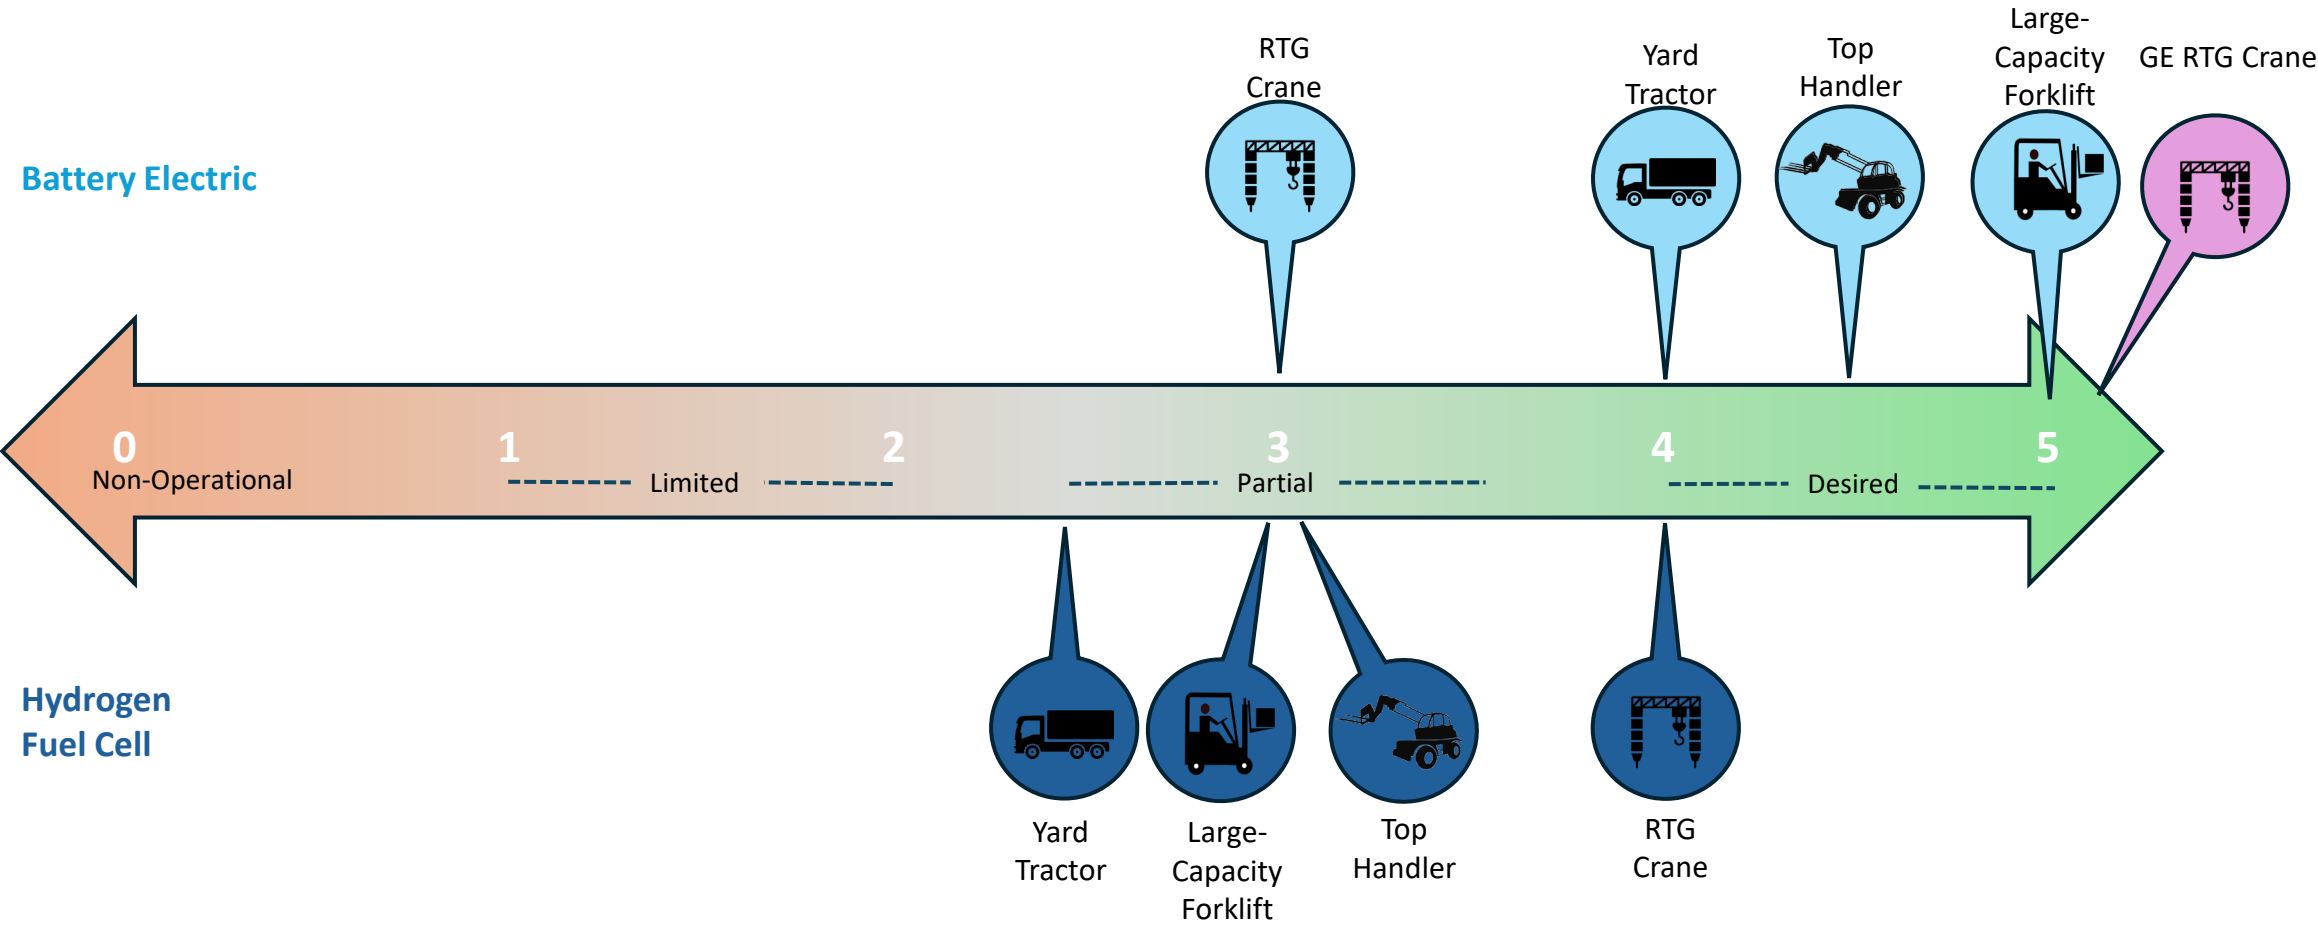 RTG
Crane
Yard
Tractor
Top
Handler
Large-
Capacity
Forklift
GE RTG Crane
Battery Electric
0
1
2
3
4
5
Non-Operational
Limited
Partial
Desired
Hydrogen
Fuel Cell
Yard
Tractor
Large-
Capacity
Forklift
Top
Handler
RTG
Crane